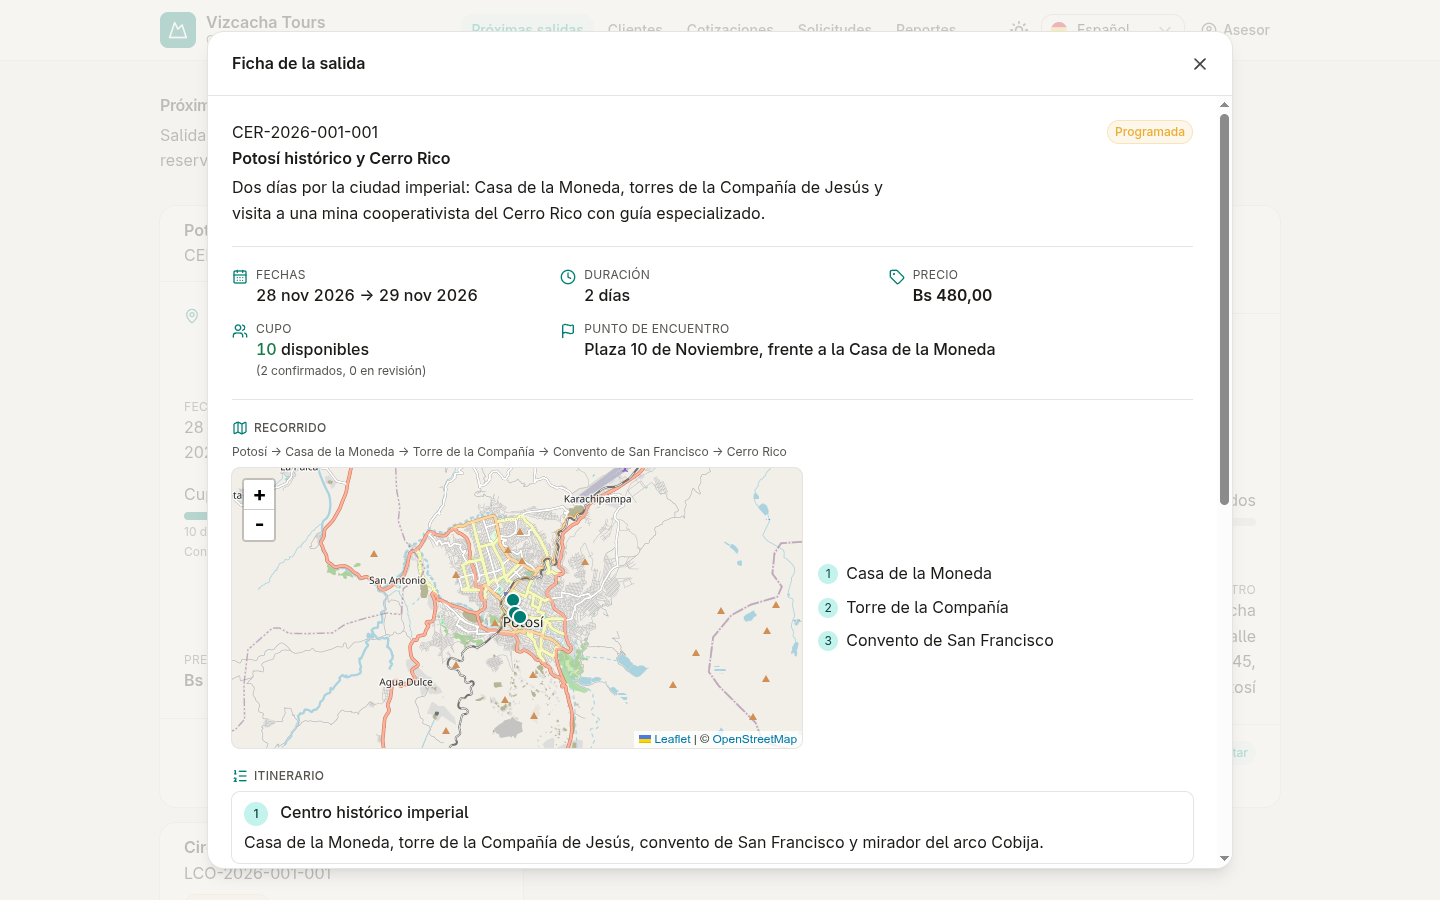 Vizcacha Tours
Próximas salidas
Clientes
Cotizaciones
Solicitudes
Reportes
Español
Asesor
Ficha de la salida
CER-2026-001-001
Programada
Potosí histórico y Cerro Rico
Dos días por la ciudad imperial: Casa de la Moneda, torres de la Compañía de Jesús y
visita a una mina cooperativista del Cerro Rico con guía especializado.
FECHAS
28 nov 2026 → 29 nov 2026
DURACIÓN
2 días
PRECIO
Bs 480,00
CUPO
10 disponibles
(2 confirmados, 0 en revisión)
PUNTO DE ENCUENTRO
Plaza 10 de Noviembre, frente a la Casa de la Moneda
RECORRIDO
Potosí → Casa de la Moneda → Torre de la Compañía → Convento de San Francisco → Cerro Rico
+
-
Karachipampa
San Antonio
Potosí
Agua Dulce
Leaflet | © OpenStreetMap
1 Casa de la Moneda
2 Torre de la Compañía
3 Convento de San Francisco
ITINERARIO
1 Centro histórico imperial
Casa de la Moneda, torre de la Compañía de Jesús, convento de San Francisco y mirador del arco Cobija.
LCO-2026-001-001